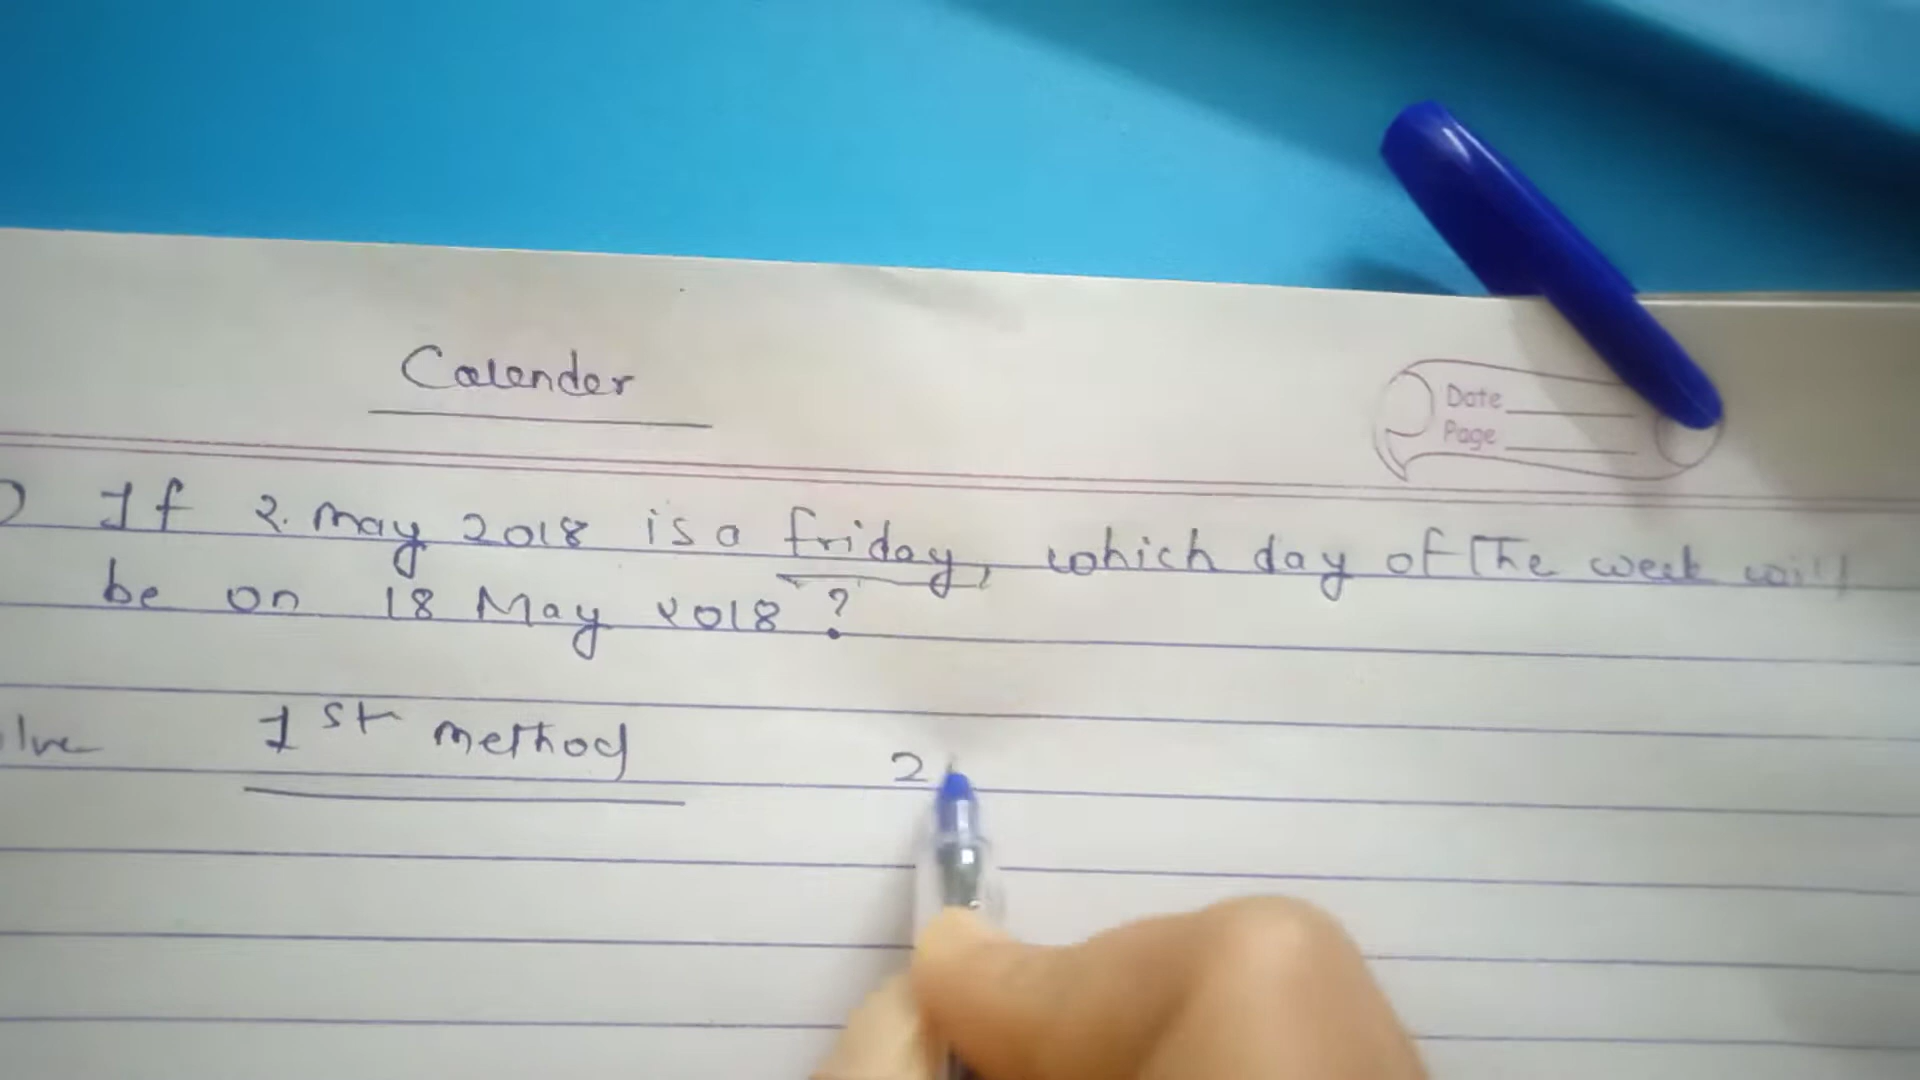 Calender
Date
Page
If 2. may 2018 is a friday, which day of The week will
be on 18 May 2018 ?
1st method
2